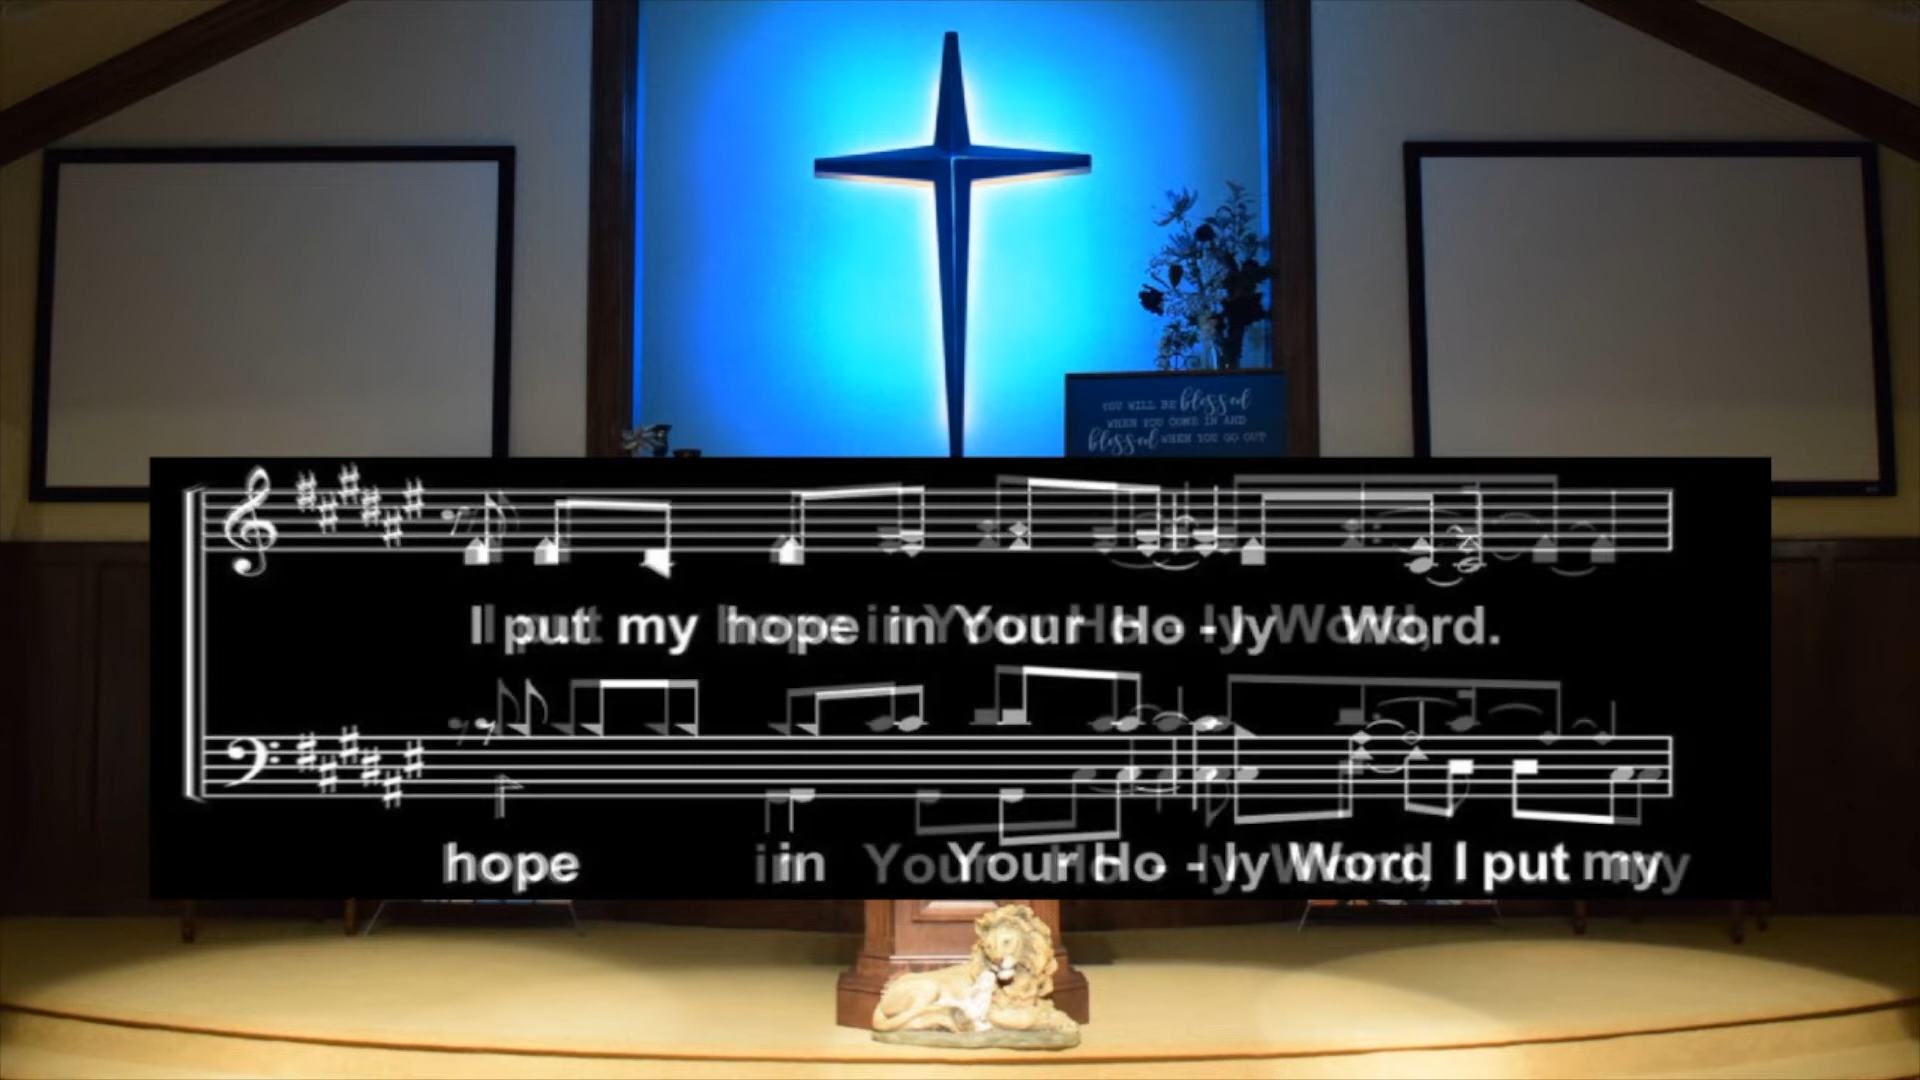 YOU WILL BE blessed
WHEN YOU COME IN AND
blessed WHEN YOU GO OUT
I put my hope in Your Ho - ly Word.
hope in Your Ho - ly Word I put my